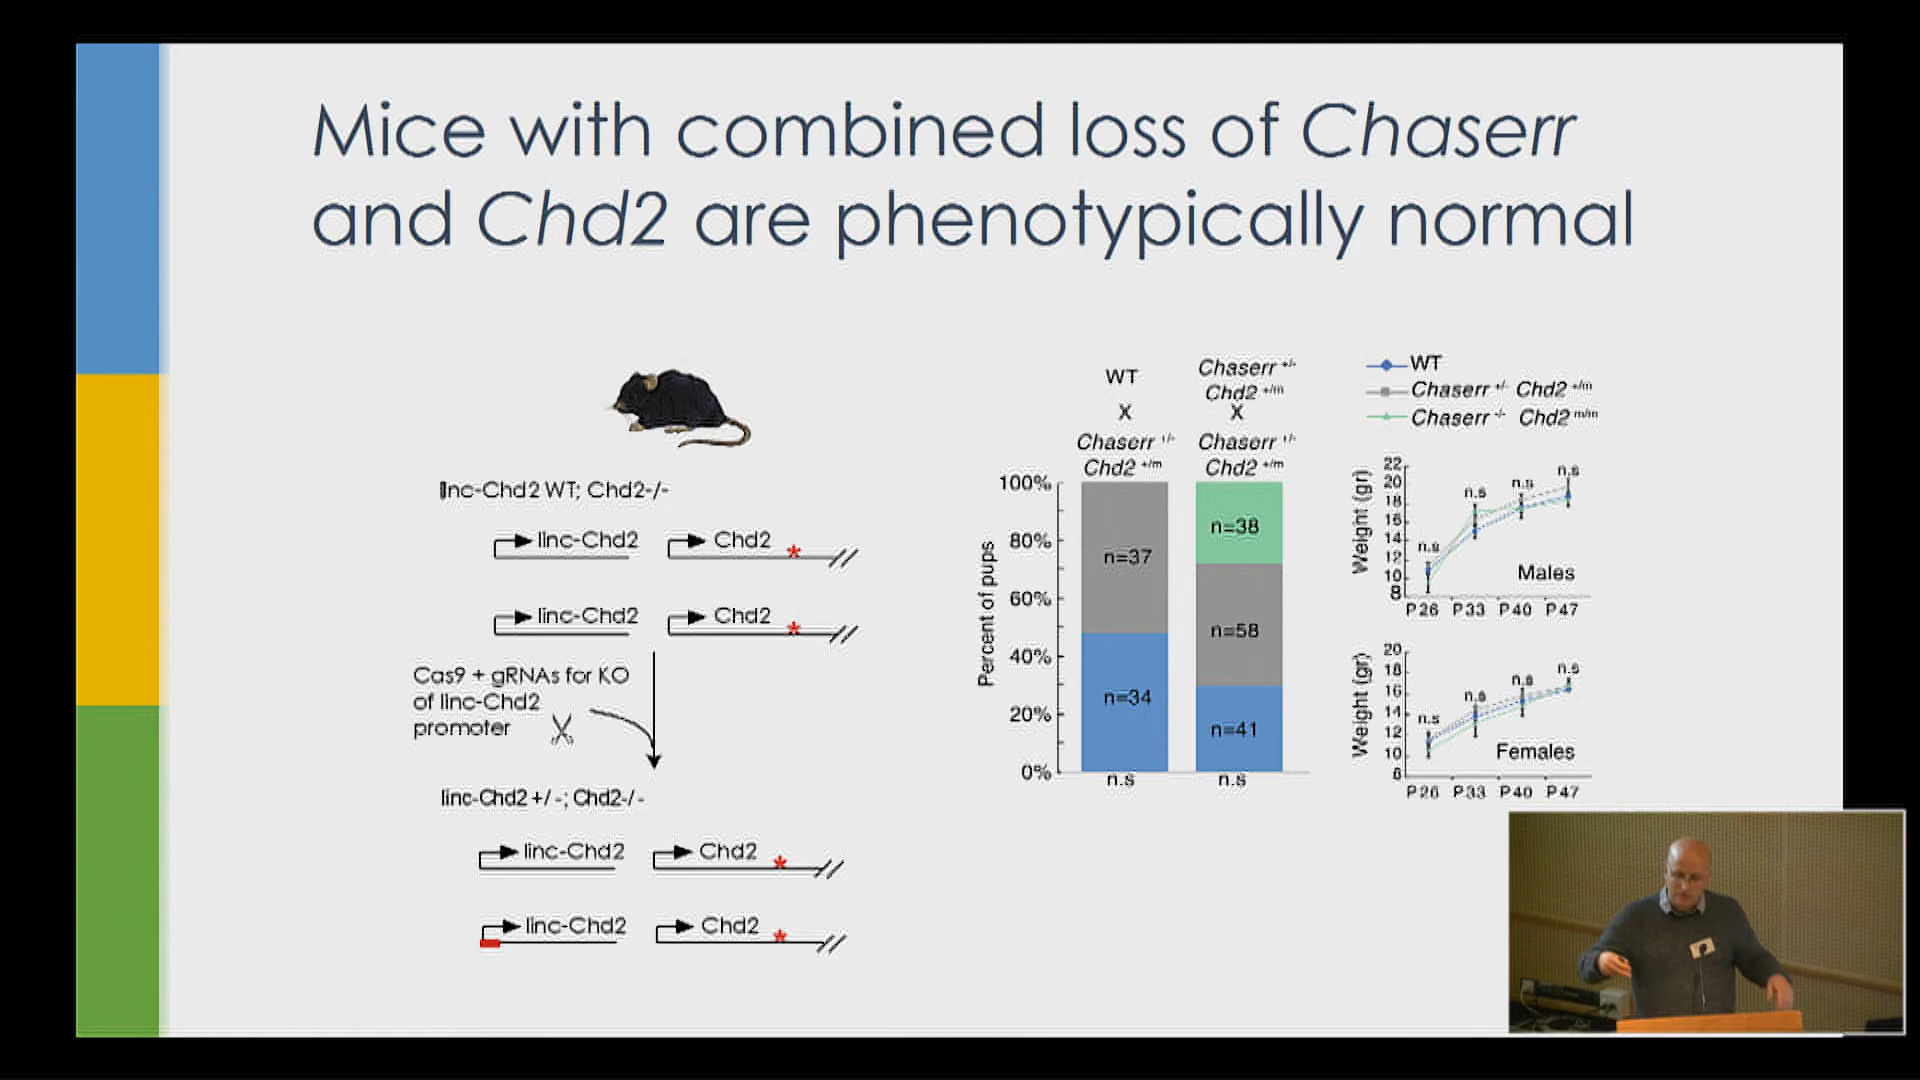 Mice with combined loss of Chaserr
and Chd2 are phenotypically normal
linc-Chd2 WT; Chd2-/-
linc-Chd2 Chd2 *
linc-Chd2 Chd2 *
Cas9 + gRNAs for KO
of linc-Chd2
promoter
linc-Chd2 +/-; Chd2-/-
linc-Chd2 Chd2 *
linc-Chd2 Chd2 *
WT
X
Chaserr +/-
Chd2 +/m
Chaserr +/-
Chd2 +/m
X
Chaserr +/-
Chd2 +/m
Percent of pups
100%
80%
60%
40%
20%
0%
n=37
n=34
n.s
n=38
n=58
n=41
n.s
WT
Chaserr +/- Chd2 +/m
Chaserr -/- Chd2 m/m
Weight (gr)
22
20
18
16
14
12
10
8
n.s n.s n.s n.s
Males
P26 P33 P40 P47
Weight (gr)
20
18
16
14
12
10
8
n.s n.s n.s n.s
Females
P26 P33 P40 P47